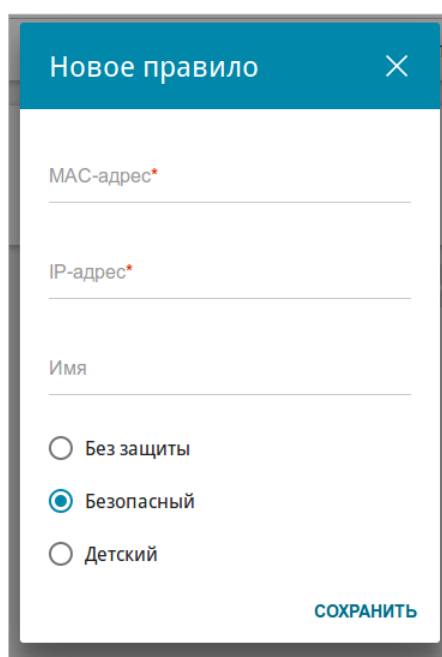 Новое правило
MAC-адрес*
IP-адрес*
Имя
Без защиты
Безопасный
Детский
СОХРАНИТЬ